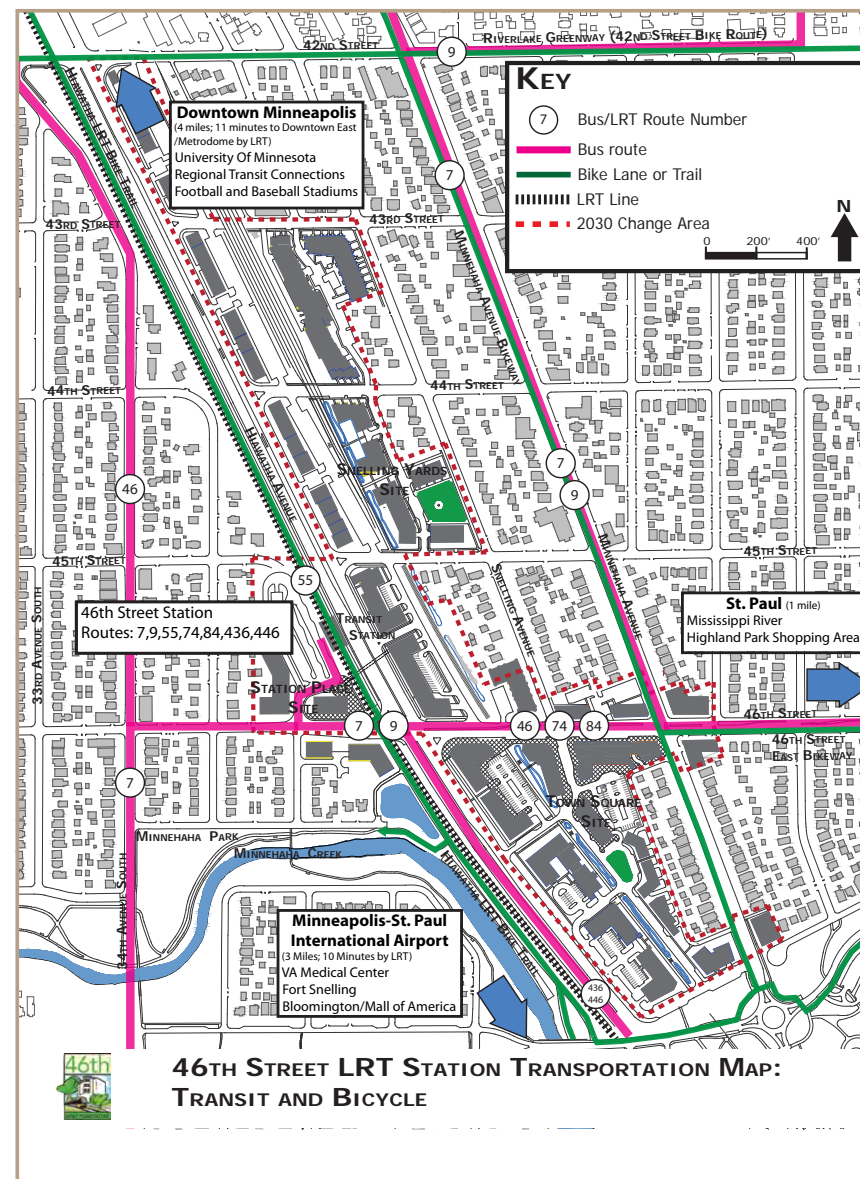 42ND STREET
RIVERLAKE GREENWAY (42ND STREET BIKE ROUTE)
9
KEY
7 Bus/LRT Route Number
Bus route
Bike Lane or Trail
LRT Line
2030 Change Area
0 200' 400'
N
HIAWATHA LRT BIKE TRAIL
Downtown Minneapolis
(4 miles; 11 minutes to Downtown East
/Metrodome by LRT)
University Of Minnesota
Regional Transit Connections
Football and Baseball Stadiums
7
43RD STREET
43RD STREET
MINNEHAHA AVENUE BIKEWAY
44TH STREET
44TH STREET
HIAWATHA AVENUE
SNELLING YARDS
SITE
7
9
46
MINNEHAHA AVENUE
45TH STREET
45TH STREET
55
SNELLING AVENUE
33RD AVENUE SOUTH
46th Street Station
Routes: 7,9,55,74,84,436,446
TRANSIT
STATION
St. Paul (1 mile)
Mississippi River
Highland Park Shopping Area
STATION PLACE
SITE
7
9
46
74
84
46TH STREET
46TH STREET
EAST BIKEWAY
7
TOWN SQUARE
SITE
MINNEHAHA PARK
MINNEHAHA CREEK
34TH AVENUE SOUTH
HIAWATHA LRT BIKE TRAIL
Minneapolis-St. Paul
International Airport
(3 Miles; 10 Minutes by LRT)
VA Medical Center
Fort Snelling
Bloomington/Mall of America
436
446
46th
46TH STREET LRT STATION TRANSPORTATION MAP:
TRANSIT AND BICYCLE